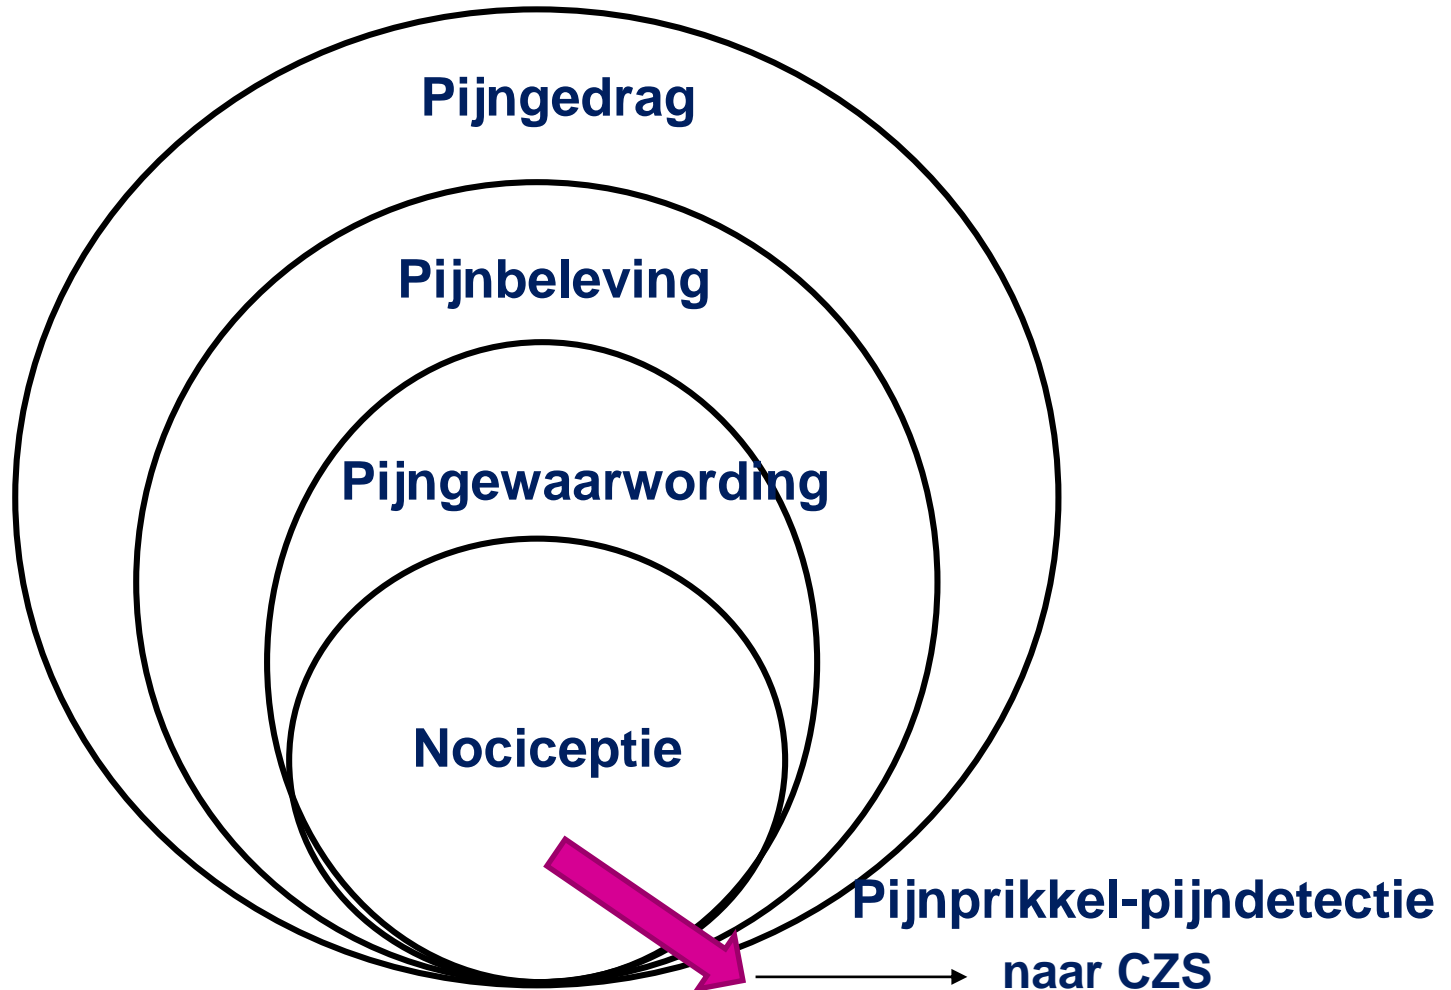 Pijngedrag
Pijnbeleving
Pijngewaarwording
Nociceptie
Pijnprikkel-pijndetectie
naar CZS